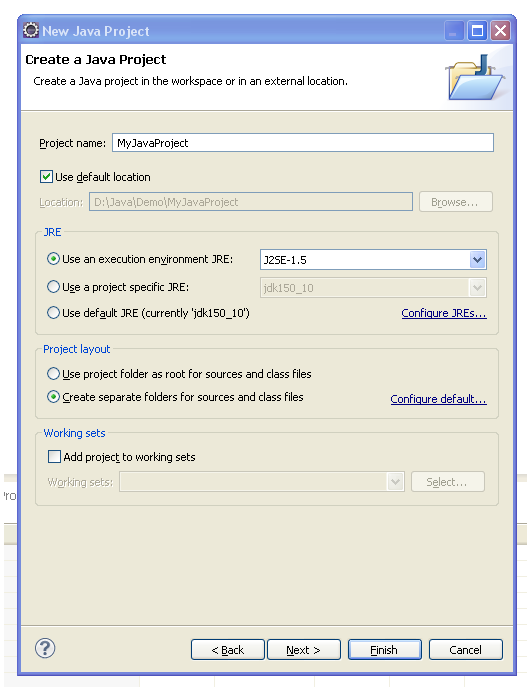 New Java Project
Create a Java Project
Create a Java project in the workspace or in an external location.
Project name: MyJavaProject
Use default location
Location: D:\Java\Demo\MyJavaProject Browse...
JRE
Use an execution environment JRE: J2SE-1.5
Use a project specific JRE: jdk150_10
Use default JRE (currently 'jdk150_10') Configure JREs...
Project layout
Use project folder as root for sources and class files
Create separate folders for sources and class files Configure default...
Working sets
Add project to working sets
Working sets: Select...
? < Back Next > Finish Cancel